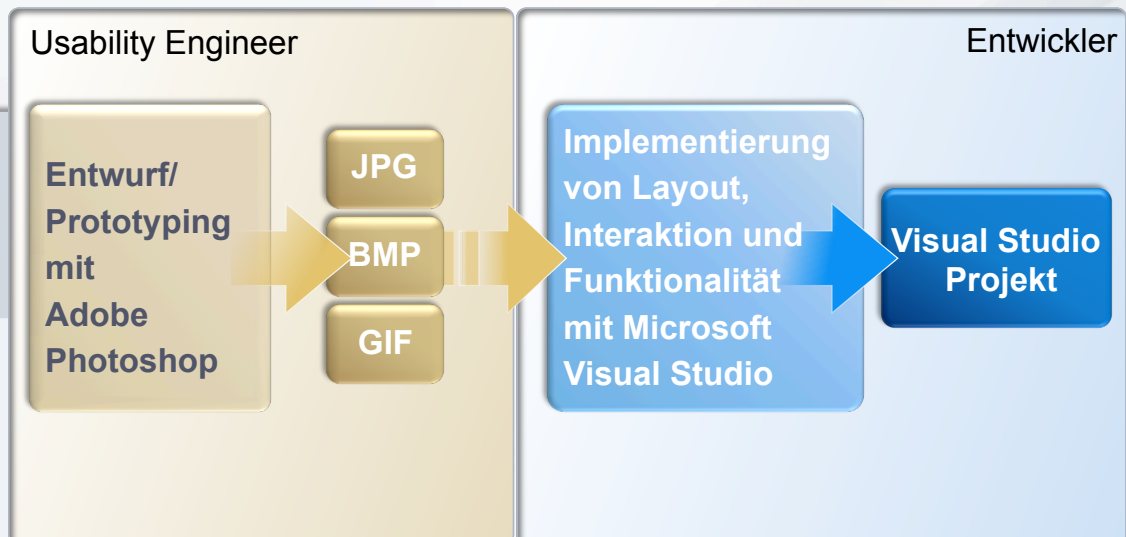 Usability Engineer
Entwickler
Entwurf/
Prototyping
mit
Adobe
Photoshop
JPG
BMP
GIF
Implementierung
von Layout,
Interaktion und
Funktionalität
mit Microsoft
Visual Studio
Visual Studio
Projekt